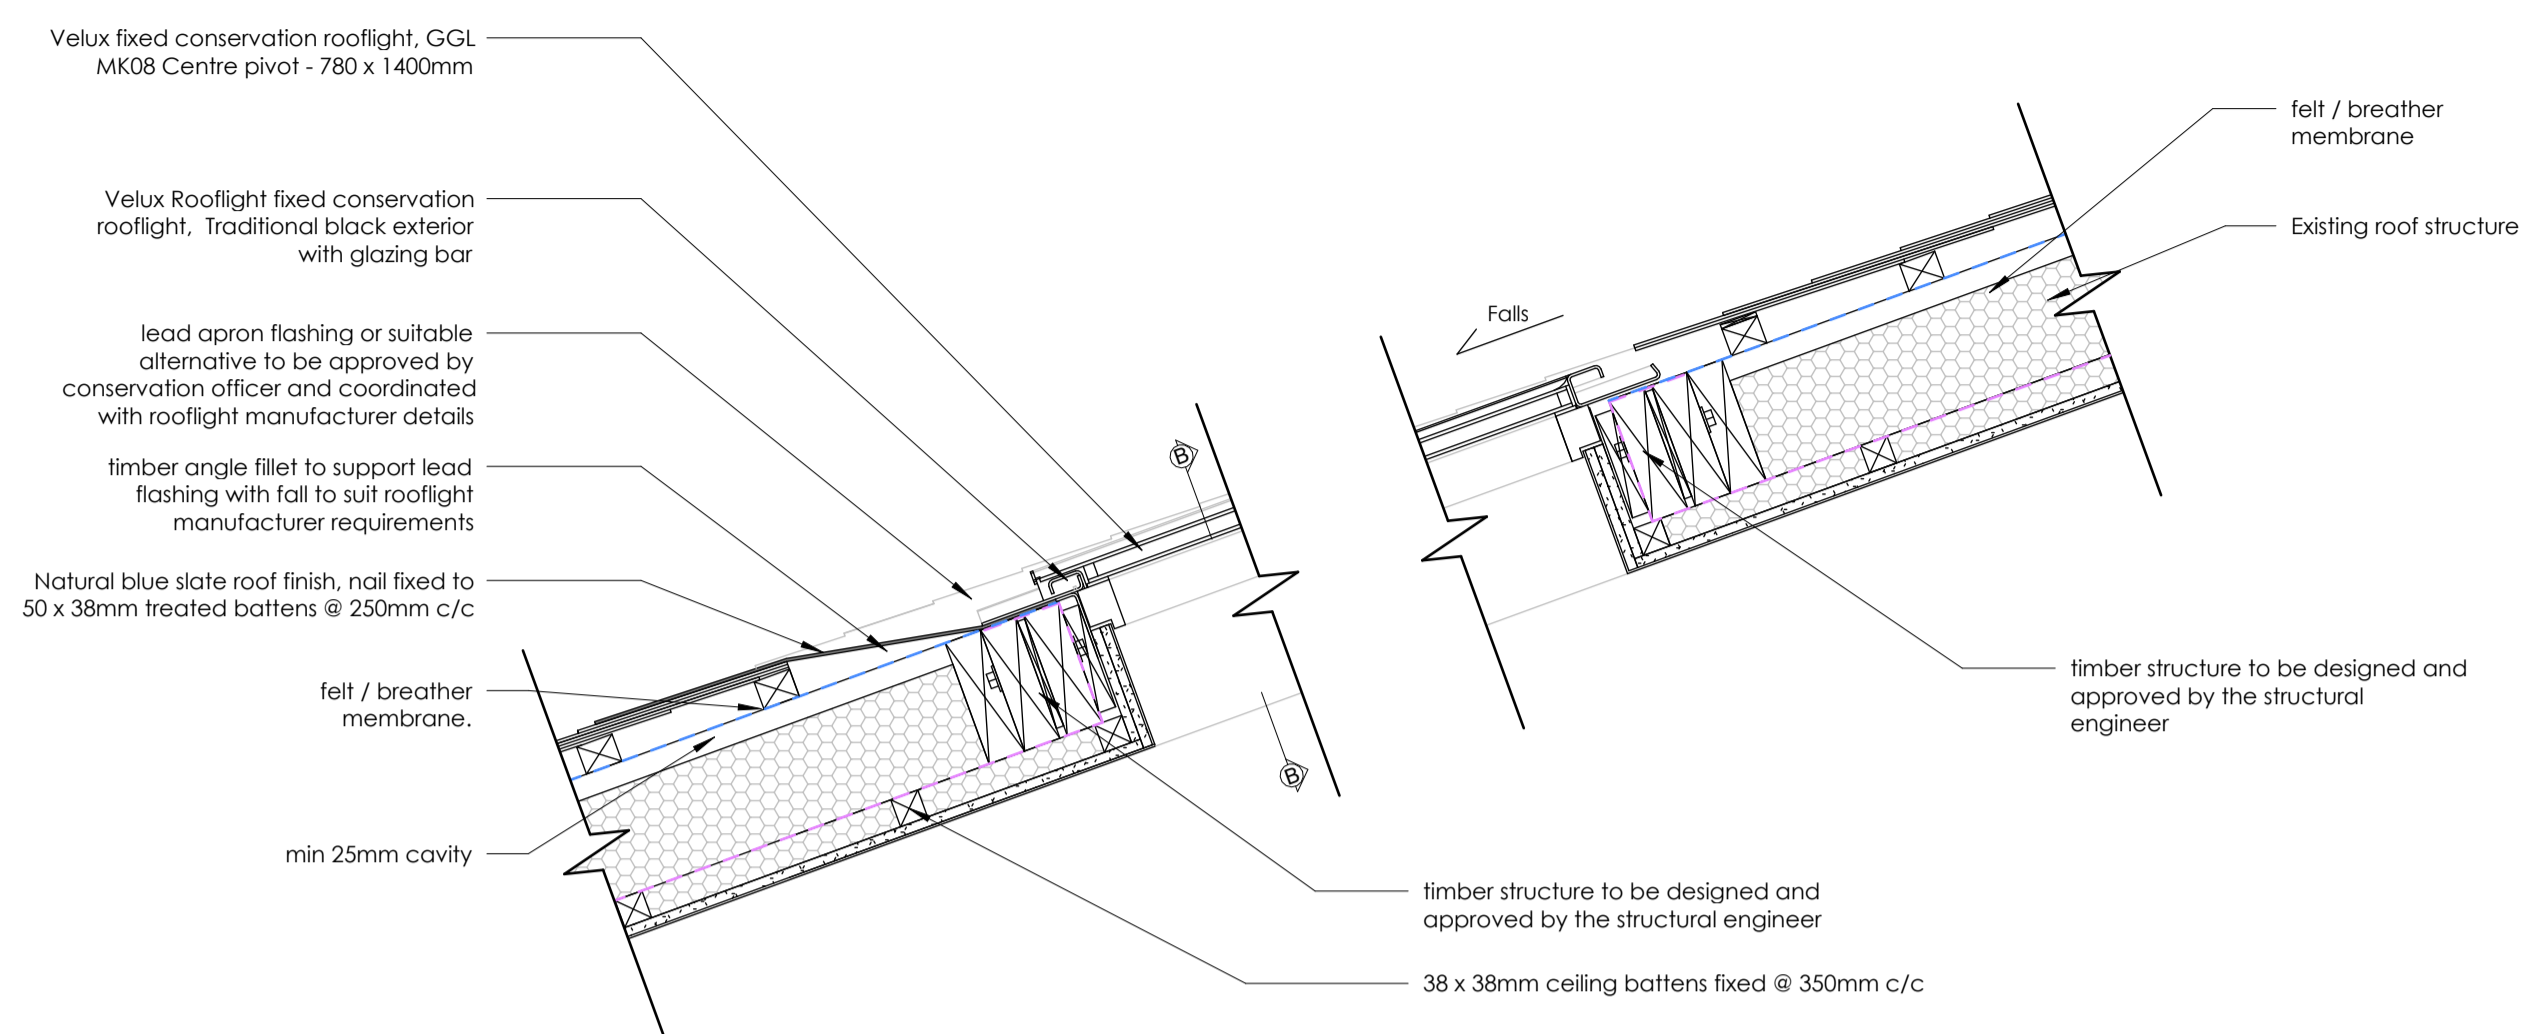 Velux fixed conservation rooflight, GGL
MK08 Centre pivot - 780 x 1400mm
Velux Rooflight fixed conservation
rooflight, Traditional black exterior
with glazing bar
lead apron flashing or suitable
alternative to be approved by
conservation officer and coordinated
with rooflight manufacturer details
timber angle fillet to support lead
flashing with fall to suit rooflight
manufacturer requirements
Natural blue slate roof finish, nail fixed to
50 x 38mm treated battens @ 250mm c/c
felt / breather
membrane.
min 25mm cavity
B
B
Falls
felt / breather
membrane
Existing roof structure
timber structure to be designed and
approved by the structural
engineer
timber structure to be designed and
approved by the structural engineer
38 x 38mm ceiling battens fixed @ 350mm c/c